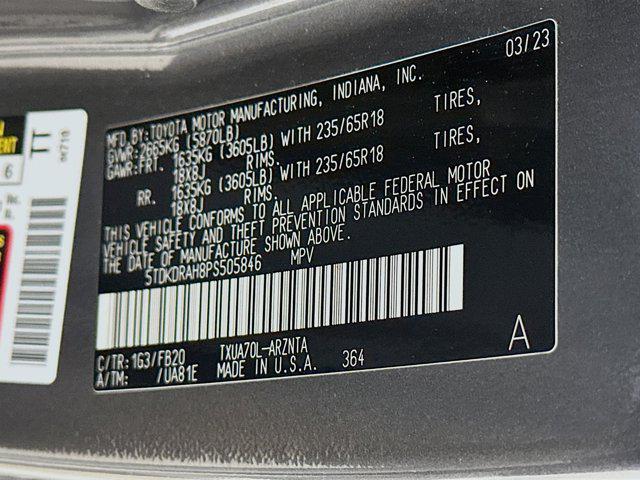 03/23
MFD.BY:TOYOTA MOTOR MANUFACTURING, INDIANA, INC.
GVWR:2665KG (5870LB)
GAWR:FRT. 1635KG (3605LB) WITH 235/65R18 TIRES,
18X8J RIMS.
RR. 1635KG (3605LB) WITH 235/65R18 TIRES,
18X8J RIMS.
THIS VEHICLE CONFORMS TO ALL APPLICABLE FEDERAL MOTOR
VEHICLE SAFETY AND THEFT PREVENTION STANDARDS IN EFFECT ON
THE DATE OF MANUFACTURE SHOWN ABOVE.
5TDKDRAH8PS505846 MPV
C/TR:1G3/FB20 TXUA70L-ARZNTA A
A/TM: /UA81E MADE IN U.S.A. 364
TT
6